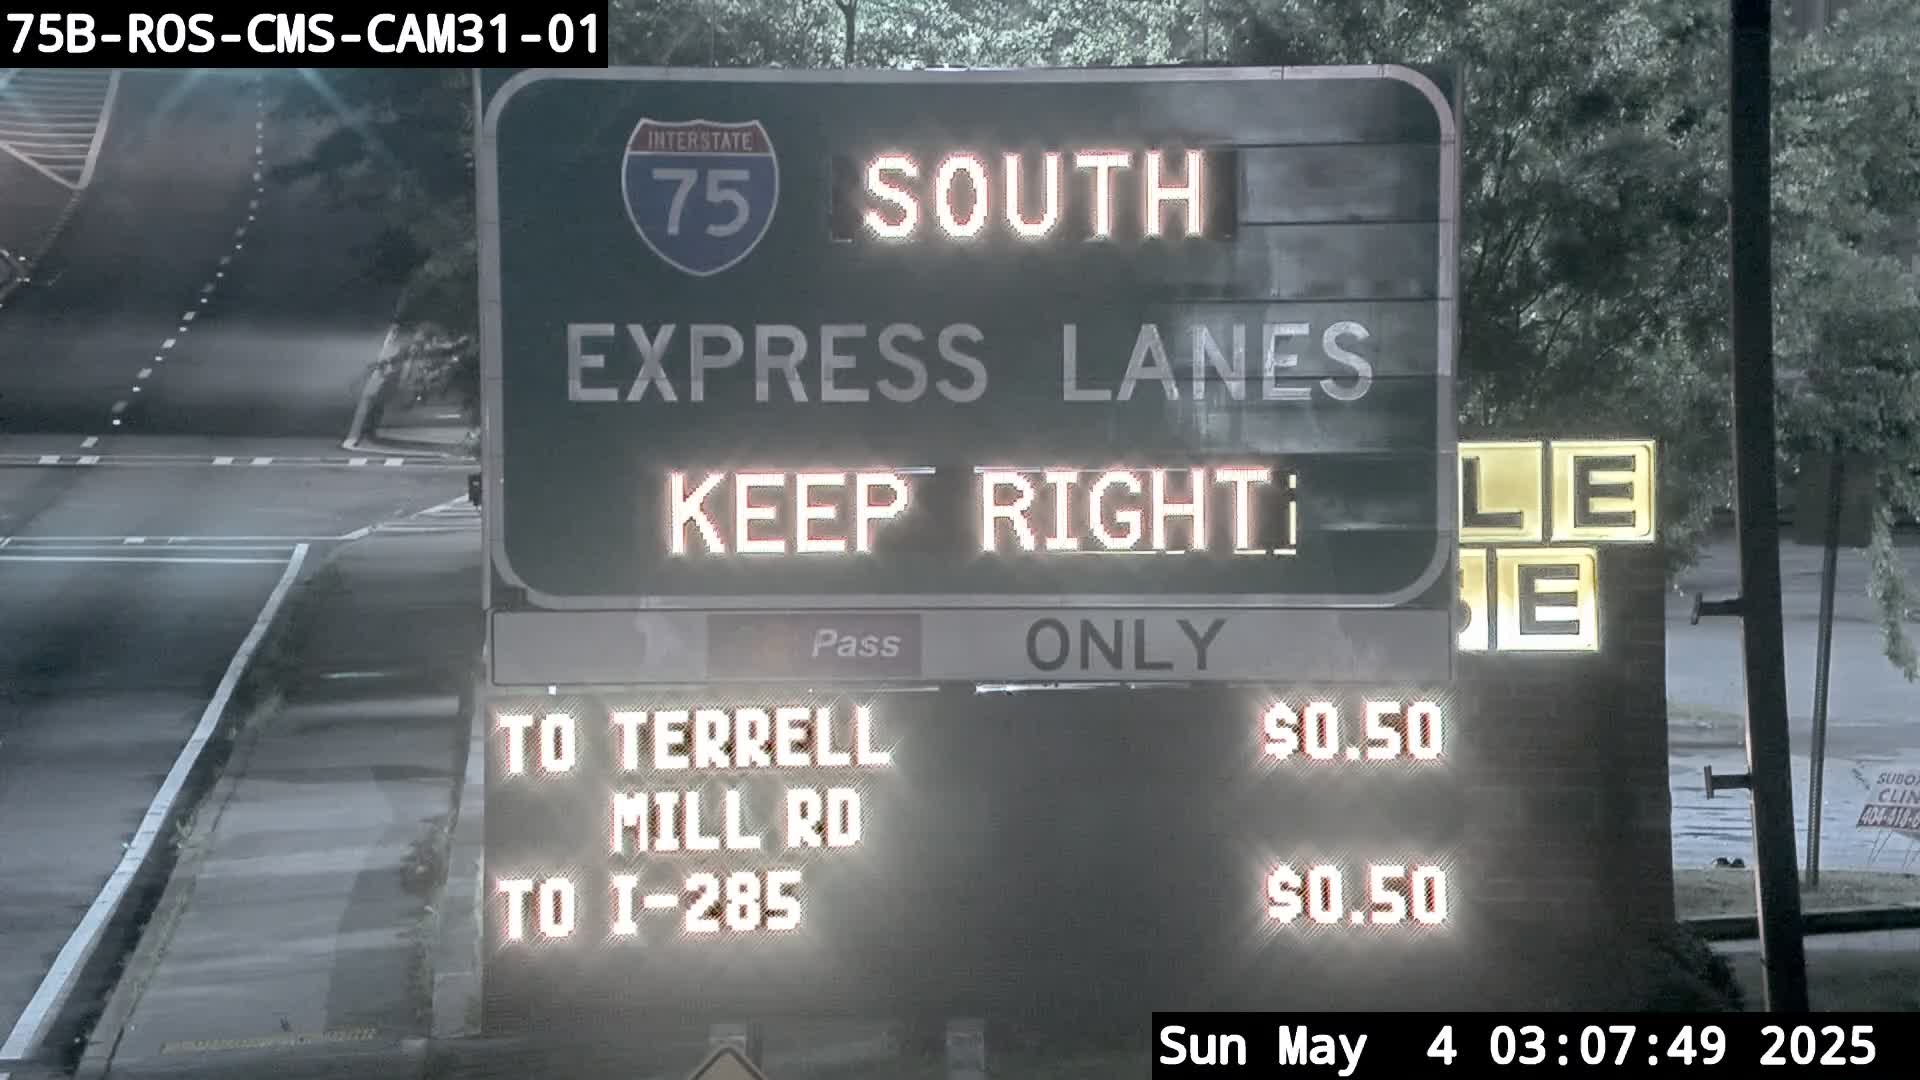 75B-ROS-CMS-CAM31-01
INTERSTATE
75
SOUTH
EXPRESS LANES
KEEP RIGHT
Pass ONLY
LE
E
TO TERRELL $0.50
MILL RD
TO I-285 $0.50
Sun May 4 03:07:49 2025